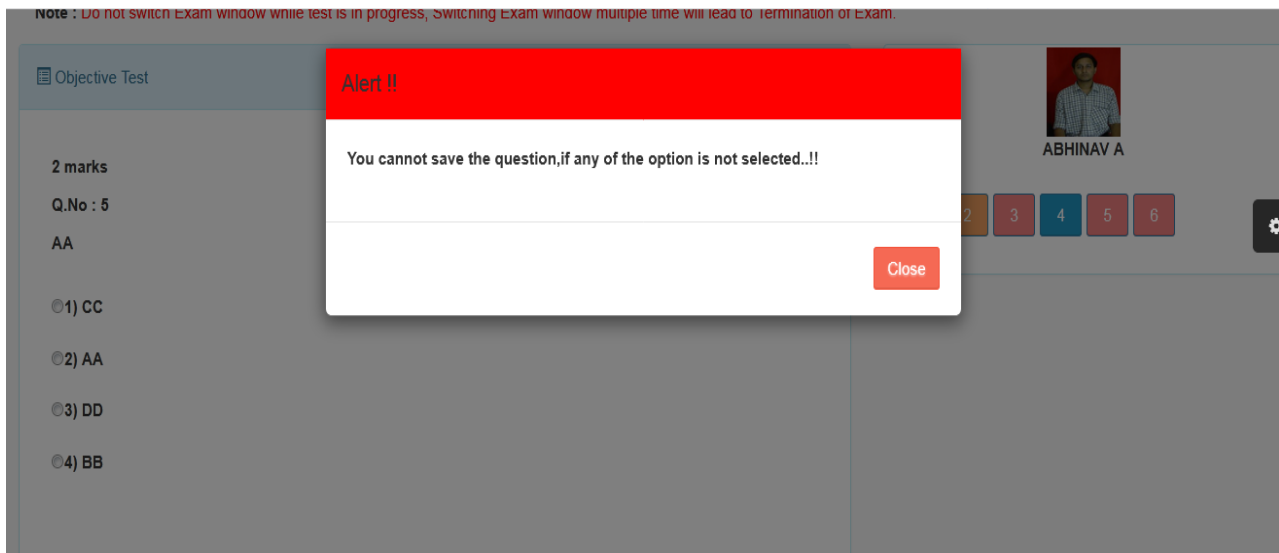 Note : Do not switch Exam window while test is in progress, Switching Exam window multiple time will lead to Termination of Exam.
Objective Test
Alert !!
You cannot save the question,if any of the option is not selected..!!
Close
2 marks
Q.No : 5
AA
1) CC
2) AA
3) DD
4) BB
ABHINAV A
2 3 4 5 6